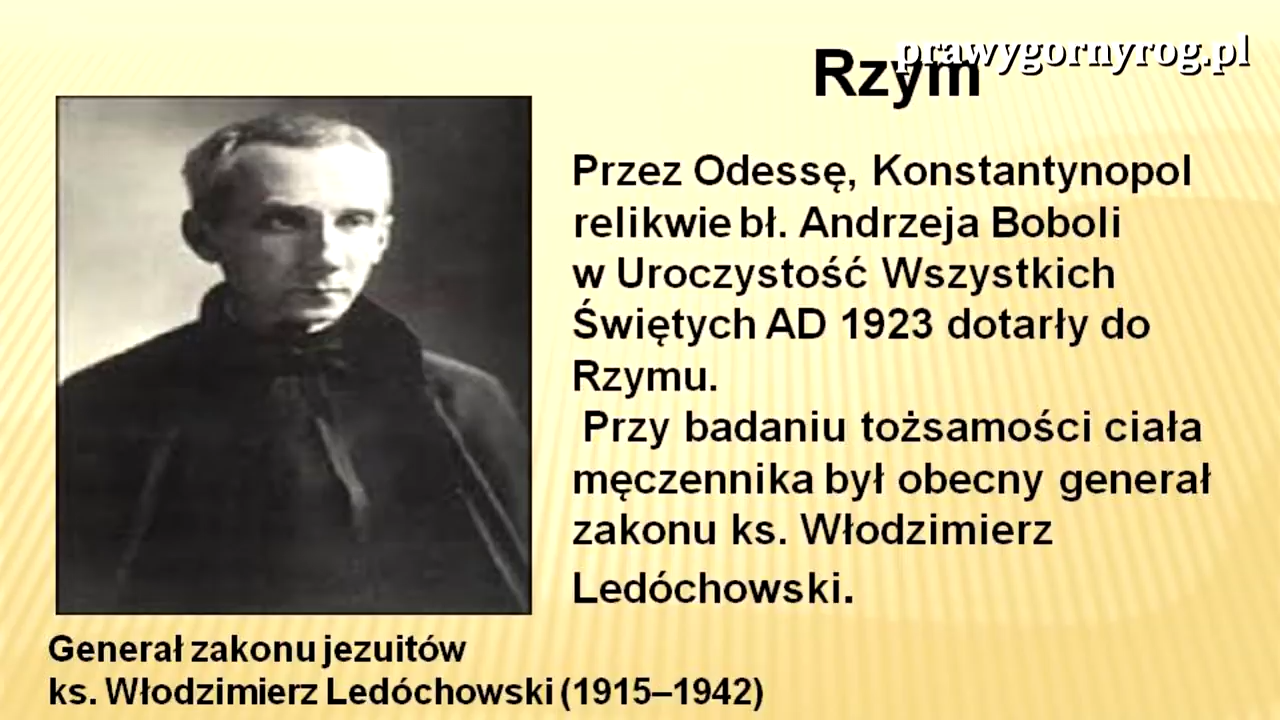 prawygornyrog.pl
Rzym
Przez Odessę, Konstantynopol
relikwie bł. Andrzeja Boboli
w Uroczystość Wszystkich
Świętych AD 1923 dotarły do
Rzymu.
Przy badaniu tożsamości ciała
męczennika był obecny generał
zakonu ks. Włodzimierz
Ledóchowski.
Generał zakonu jezuitów
ks. Włodzimierz Ledóchowski (1915–1942)